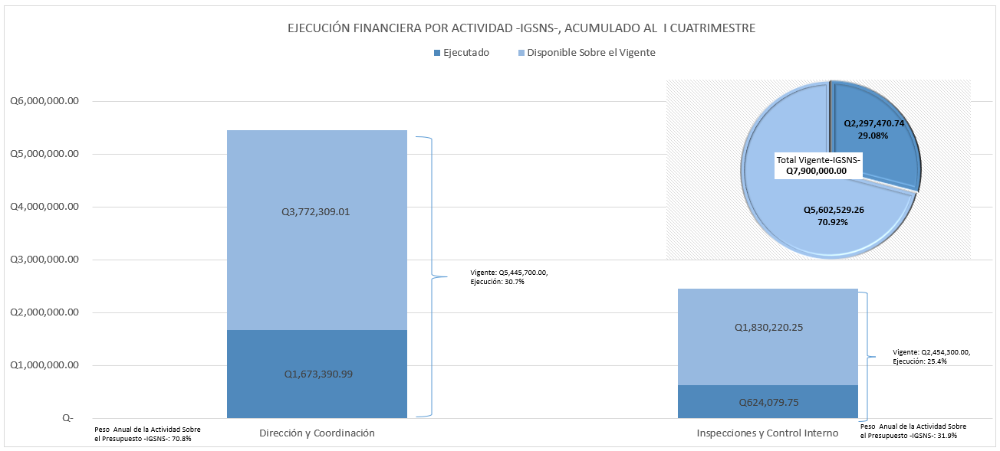 EJECUCIÓN FINANCIERA POR ACTIVIDAD -IGSNS-, ACUMULADO AL I CUATRIMESTRE
Ejecutado
Disponible Sobre el Vigente
Q6,000,000.00
Q5,000,000.00
Q4,000,000.00
Q3,000,000.00
Q2,000,000.00
Q1,000,000.00
Q-
Q3,772,309.01
Q1,673,390.99
Vigente: Q5,445,700.00,
Ejecución: 30.7%
Q2,297,470.74
29.08%
Total Vigente-IGSNS-
Q7,900,000.00
Q5,602,529.26
70.92%
Q1,830,220.25
Q624,079.75
Vigente: Q2,454,300.00,
Ejecución: 25.4%
Peso Anual de la Actividad Sobre
el Presupuesto -IGSNS-: 70.8%
Dirección y Coordinación
Inspecciones y Control Interno
Peso Anual de la Actividad Sobre
el Presupuesto -IGSNS-: 31.9%